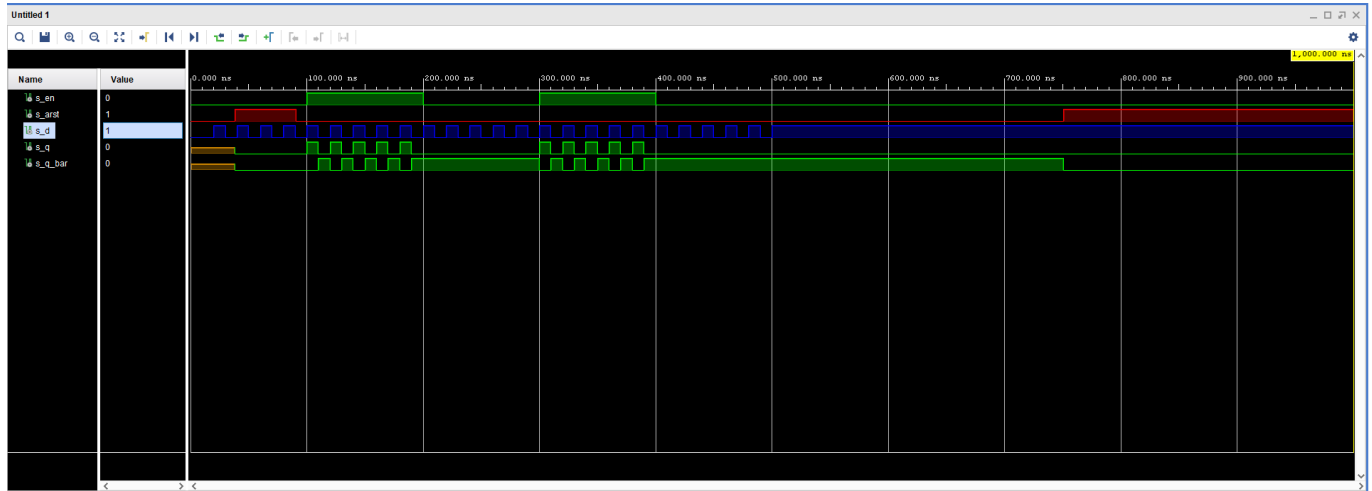 Untitled 1
1,000.000 ns
Name Value 0.000 ns 100.000 ns 200.000 ns 300.000 ns 400.000 ns 500.000 ns 600.000 ns 700.000 ns 800.000 ns 900.000 ns
s_en 0
s_arst 1
s_d 1
s_q 0
s_q_bar 0